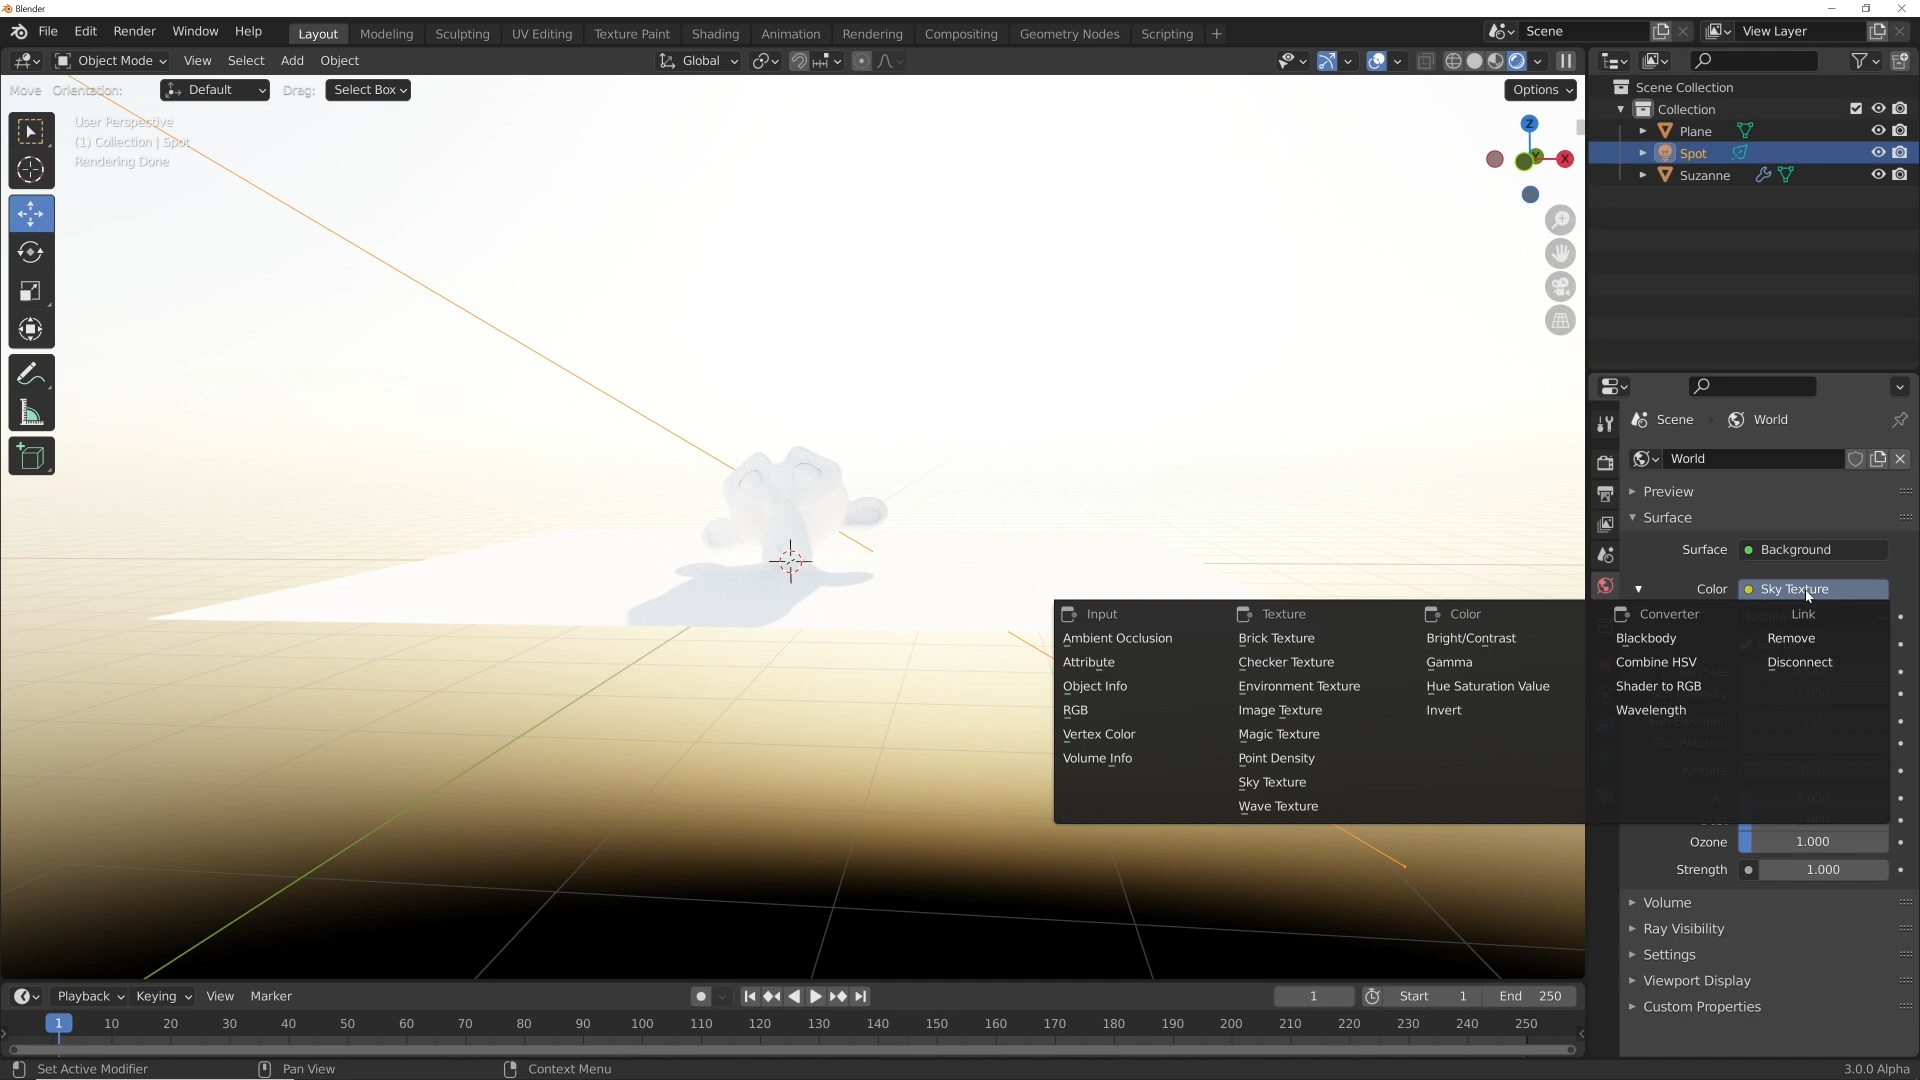 Blender
File Edit Render Window Help Layout Modeling Sculpting UV Editing Texture Paint Shading Animation Rendering Compositing Geometry Nodes Scripting + Scene View Layer
Object Mode View Select Add Object Global
Move Orientation: Default Drag: Select Box Options
User Perspective
(1) Collection | Spot
Rendering Done
Z
Y
X
Scene Collection
Collection
Plane
Spot
Suzanne
Scene World
World
Preview
Surface
Surface Background
Color Sky Texture
Input Texture Color Converter Link
Ambient Occlusion Brick Texture Bright/Contrast Blackbody Remove
Attribute Checker Texture Gamma Combine HSV Disconnect
Object Info Environment Texture Hue Saturation Value Shader to RGB
RGB Image Texture Invert Wavelength
Vertex Color Magic Texture
Volume Info Point Density
Sky Texture
Wave Texture
Ozone 1.000
Strength 1.000
Volume
Ray Visibility
Settings
Viewport Display
Custom Properties
Playback Keying View Marker 1 Start 1 End 250
1 10 20 30 40 50 60 70 80 90 100 110 120 130 140 150 160 170 180 190 200 210 220 230 240 250
Set Active Modifier Pan View Context Menu 3.0.0 Alpha